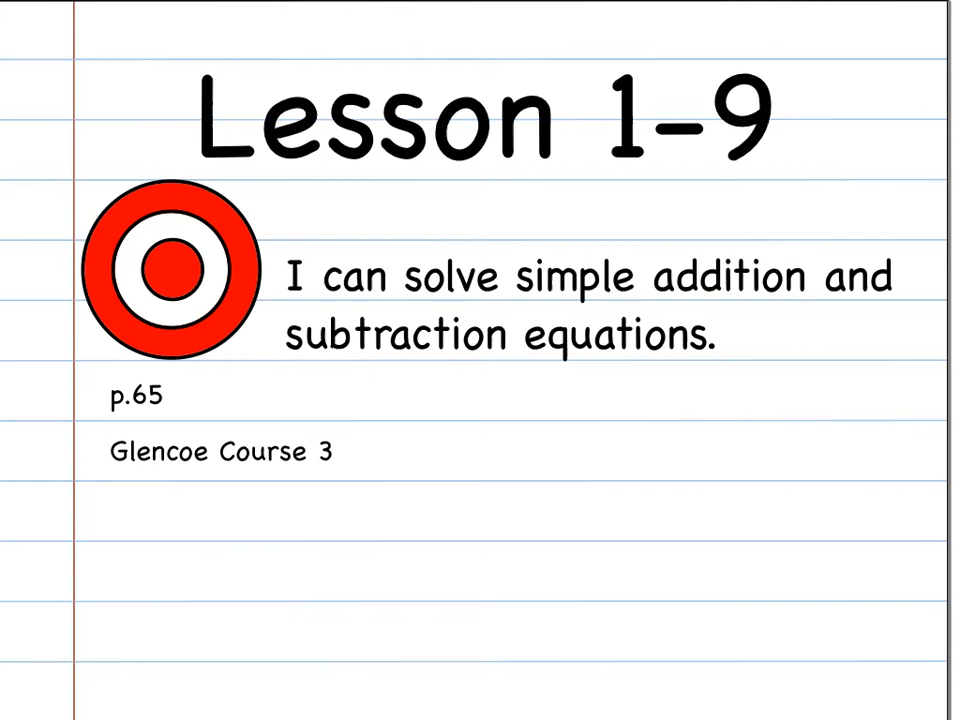 Lesson 1-9
I can solve simple addition and
subtraction equations.
p.65
Glencoe Course 3